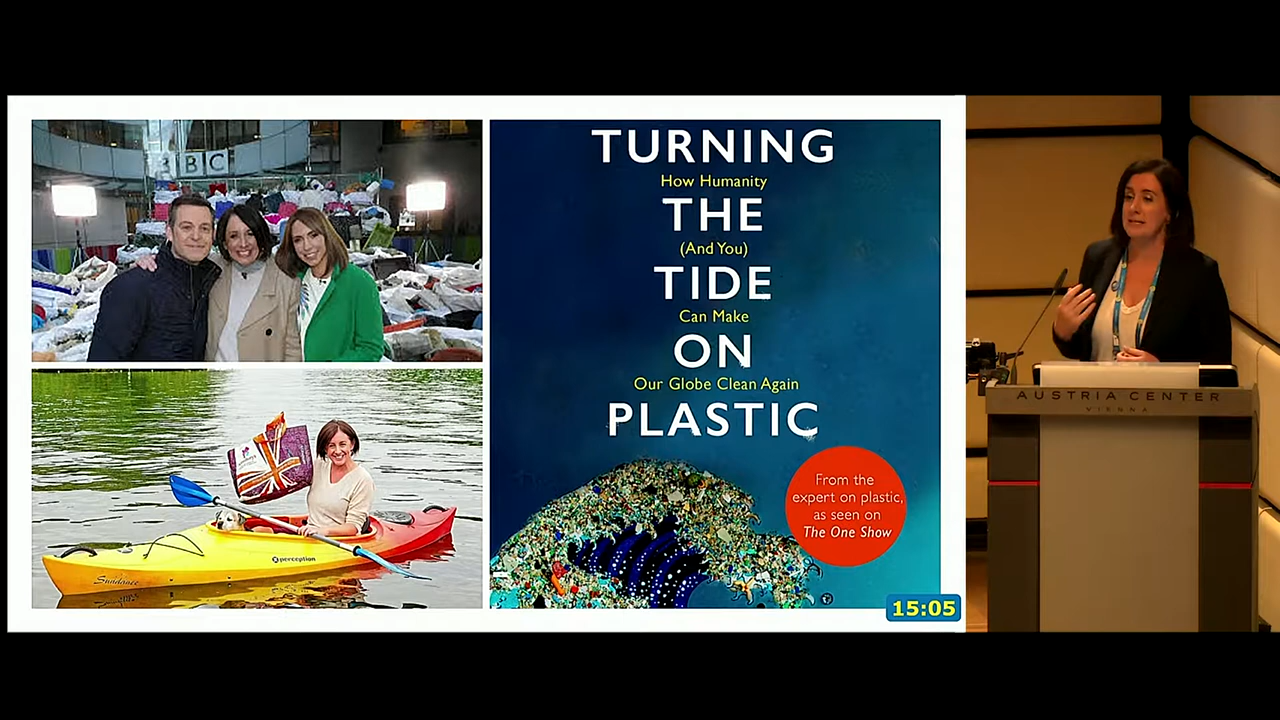 BBC
perception
Sundance
TURNING
How Humanity
THE
(And You)
TIDE
Can Make
ON
Our Globe Clean Again
PLASTIC
From the
expert on plastic,
as seen on
The One Show
15:05
AUSTRIA CENTER
VIENNA